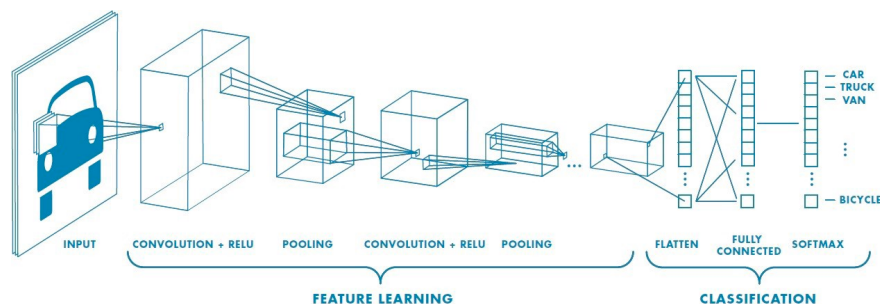 CAR
TRUCK
VAN
BICYCLE
INPUT
CONVOLUTION + RELU
POOLING
CONVOLUTION + RELU
POOLING
FLATTEN
FULLY
CONNECTED
SOFTMAX
FEATURE LEARNING
CLASSIFICATION